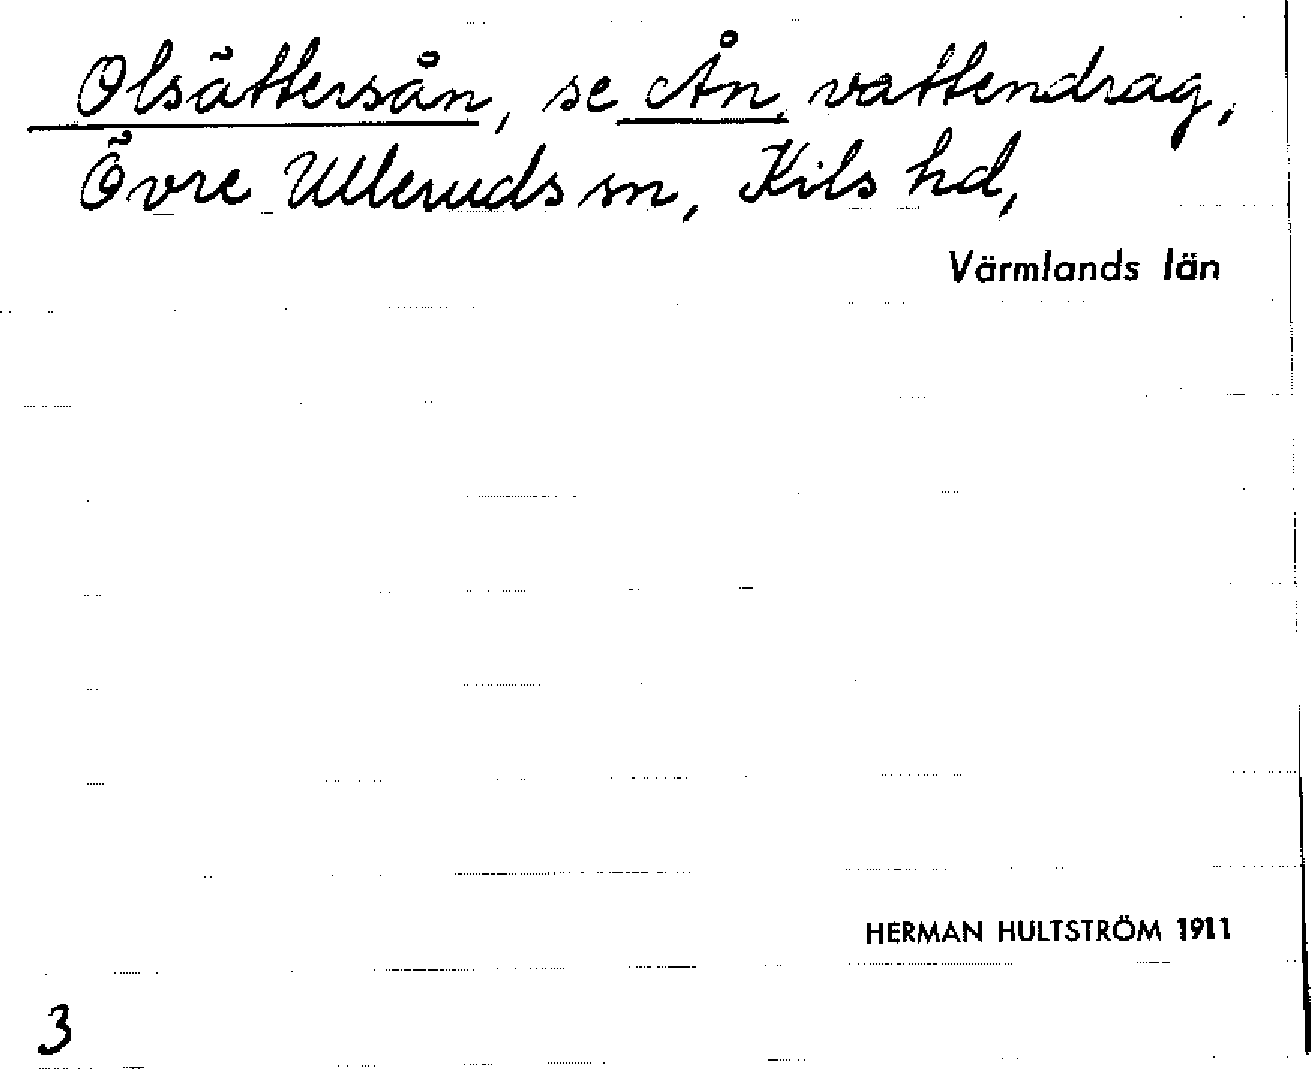 Olsättersån, se Ån, vattendrag,
Övre Ulleruds sn, Kils hd,
Värmlands län
HERMAN HULTSTRÖM 1911
3